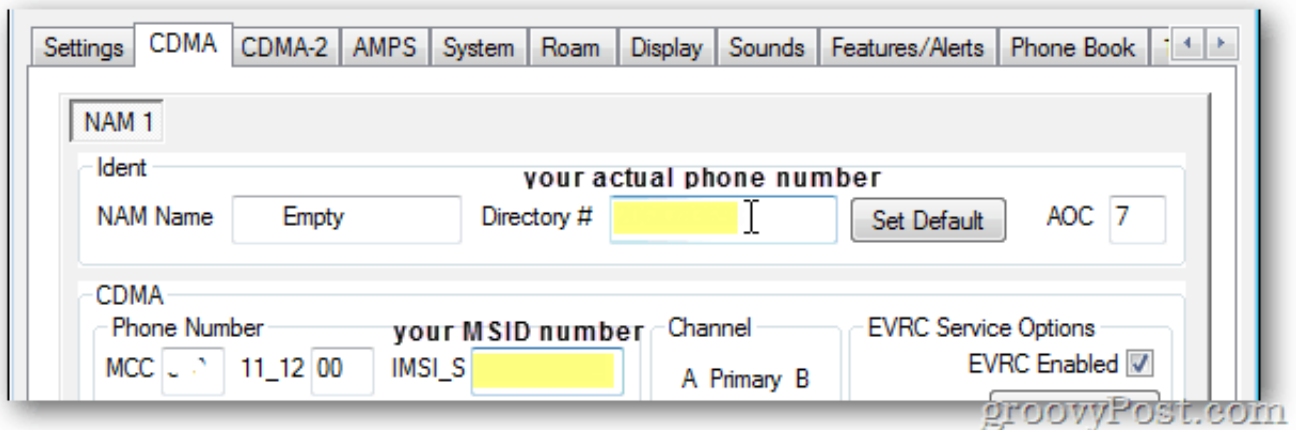 Settings CDMA CDMA-2 AMPS System Roam Display Sounds Features/Alerts Phone Book
NAM 1
Ident
your actual phone number
NAM Name Empty Directory # Set Default AOC 7
CDMA
Phone Number your MSID number Channel EVRC Service Options
MCC 11_12 00 IMSI_S A Primary B EVRC Enabled
groovyPost.com